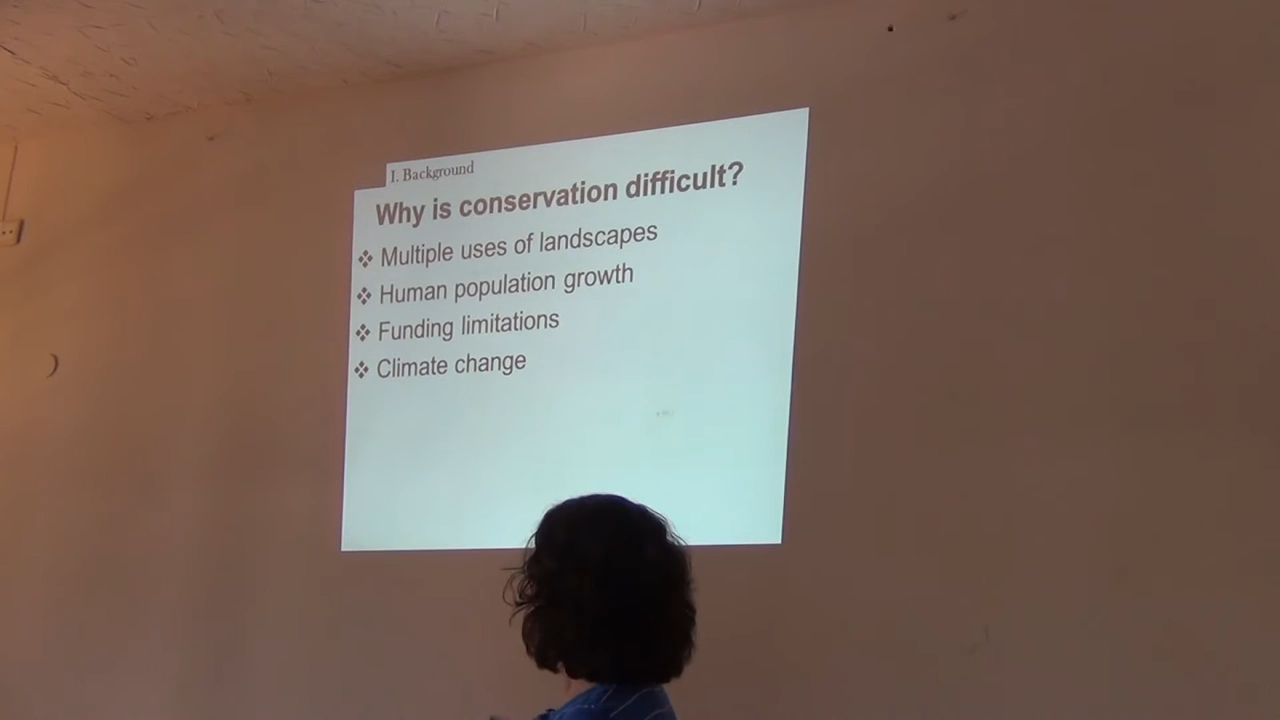 I. Background
Why is conservation difficult?
❖ Multiple uses of landscapes
❖ Human population growth
❖ Funding limitations
❖ Climate change